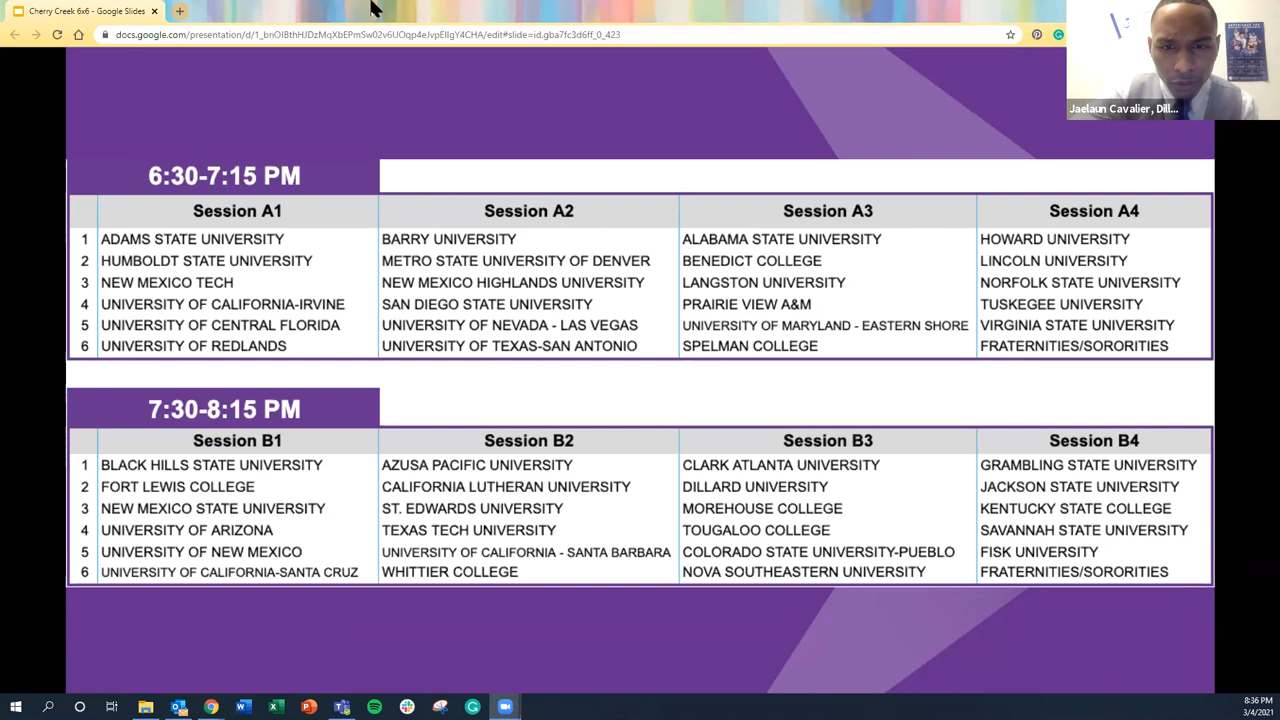 Cherry Creek 6x6 - Google Slides
docs.google.com/presentation/d/1_bnOIBthHJDzMqXbEPmSw02v6UOqp4eJvpEIlgY4CHA/edit#slide=id.gba7fc3d6ff_0_423
Jaelaun Cavalier, Dill...
6:30-7:15 PM
Session A1 Session A2 Session A3 Session A4
1 ADAMS STATE UNIVERSITY BARRY UNIVERSITY ALABAMA STATE UNIVERSITY HOWARD UNIVERSITY
2 HUMBOLDT STATE UNIVERSITY METRO STATE UNIVERSITY OF DENVER BENEDICT COLLEGE LINCOLN UNIVERSITY
3 NEW MEXICO TECH NEW MEXICO HIGHLANDS UNIVERSITY LANGSTON UNIVERSITY NORFOLK STATE UNIVERSITY
4 UNIVERSITY OF CALIFORNIA-IRVINE SAN DIEGO STATE UNIVERSITY PRAIRIE VIEW A&M TUSKEGEE UNIVERSITY
5 UNIVERSITY OF CENTRAL FLORIDA UNIVERSITY OF NEVADA - LAS VEGAS UNIVERSITY OF MARYLAND - EASTERN SHORE VIRGINIA STATE UNIVERSITY
6 UNIVERSITY OF REDLANDS UNIVERSITY OF TEXAS-SAN ANTONIO SPELMAN COLLEGE FRATERNITIES/SORORITIES
7:30-8:15 PM
Session B1 Session B2 Session B3 Session B4
1 BLACK HILLS STATE UNIVERSITY AZUSA PACIFIC UNIVERSITY CLARK ATLANTA UNIVERSITY GRAMBLING STATE UNIVERSITY
2 FORT LEWIS COLLEGE CALIFORNIA LUTHERAN UNIVERSITY DILLARD UNIVERSITY JACKSON STATE UNIVERSITY
3 NEW MEXICO STATE UNIVERSITY ST. EDWARDS UNIVERSITY MOREHOUSE COLLEGE KENTUCKY STATE COLLEGE
4 UNIVERSITY OF ARIZONA TEXAS TECH UNIVERSITY TOUGALOO COLLEGE SAVANNAH STATE UNIVERSITY
5 UNIVERSITY OF NEW MEXICO UNIVERSITY OF CALIFORNIA - SANTA BARBARA COLORADO STATE UNIVERSITY-PUEBLO FISK UNIVERSITY
6 UNIVERSITY OF CALIFORNIA-SANTA CRUZ WHITTIER COLLEGE NOVA SOUTHEASTERN UNIVERSITY FRATERNITIES/SORORITIES
8:36 PM
3/4/2021